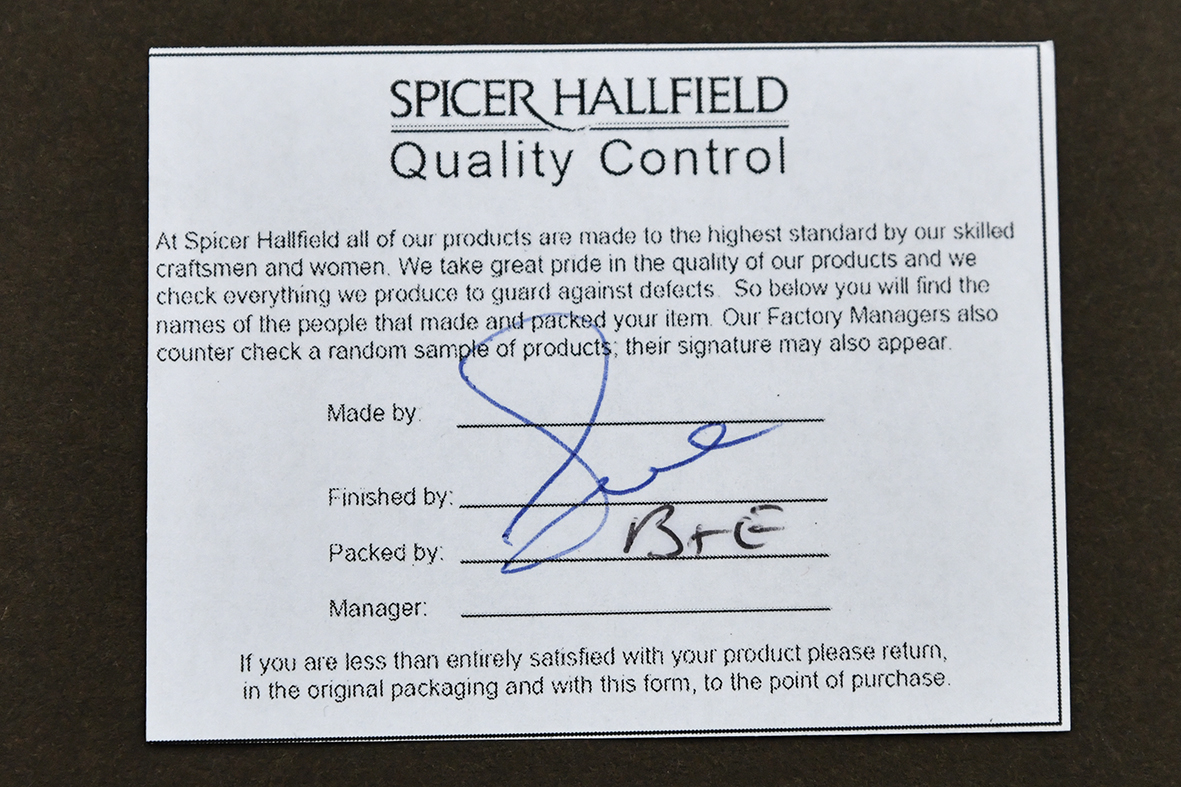 SPICER HALLFIELD
Quality Control
At Spicer Hallfield all of our products are made to the highest standard by our skilled
craftsmen and women. We take great pride in the quality of our products and we
check everything we produce to guard against defects. So below you will find the
names of the people that made and packed your item. Our Factory Managers also
counter check a random sample of products; their signature may also appear.
Made by:
Finished by:
Packed by: B+E
Manager:
If you are less than entirely satisfied with your product please return,
in the original packaging and with this form, to the point of purchase.